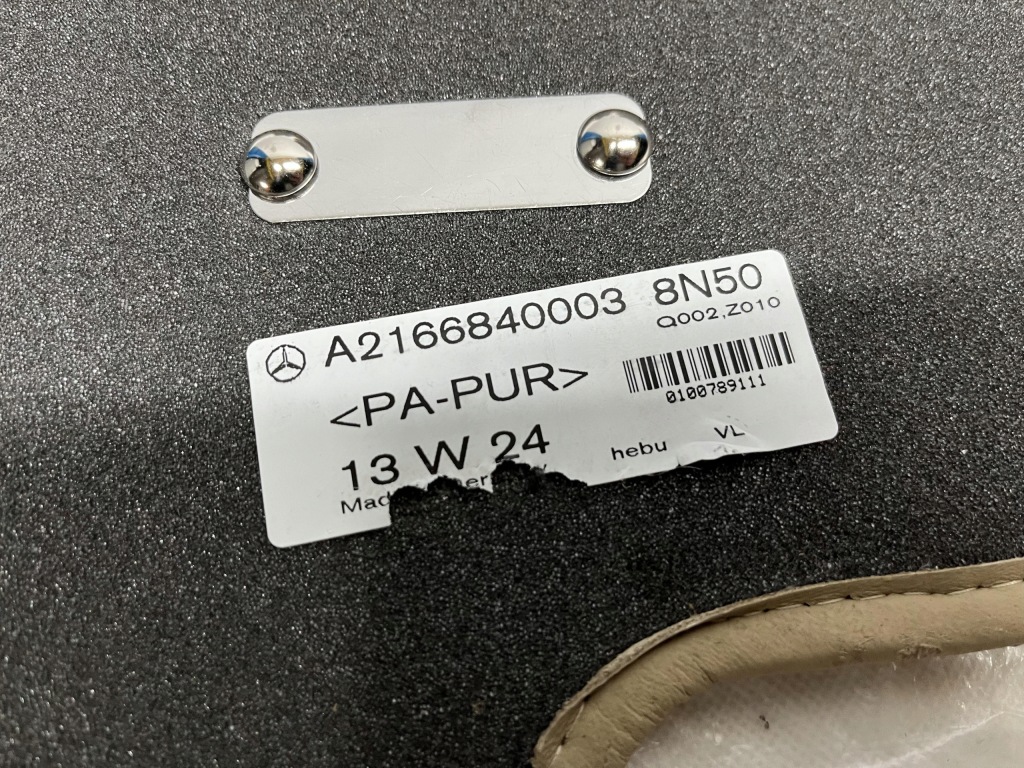 A2166840003 8N50
Q002,Z010
<PA-PUR>
0100789111
13 W 24
hebu VL